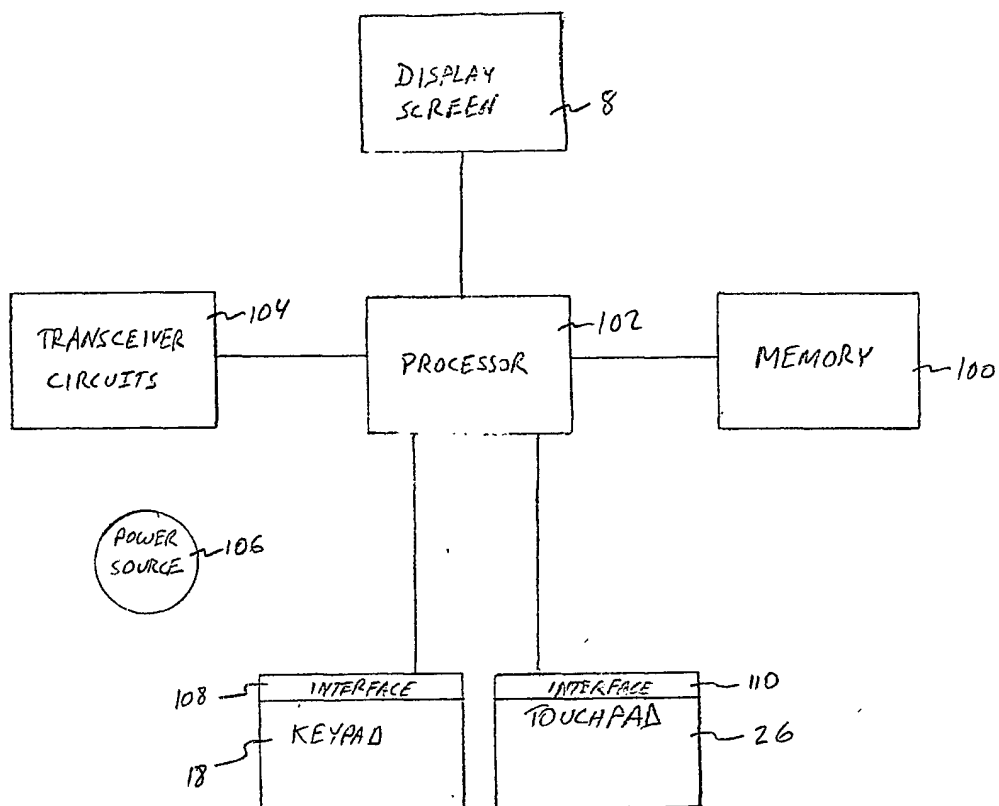 DISPLAY
SCREEN
8
TRANSCEIVER
CIRCUITS
104
PROCESSOR
102
MEMORY
100
POWER
SOURCE
106
108
INTERFACE
KEYPAD
18
INTERFACE
110
TOUCHPAD
26